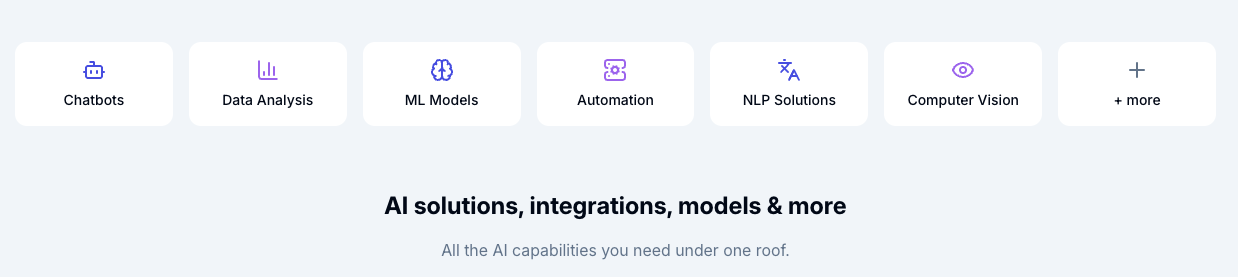 Chatbots
Data Analysis
ML Models
Automation
NLP Solutions
Computer Vision
+ more
AI solutions, integrations, models & more
All the AI capabilities you need under one roof.